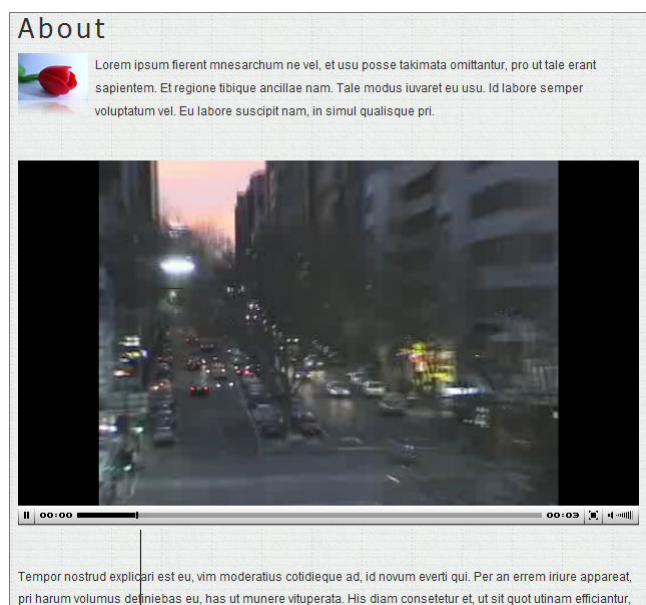 About
Lorem ipsum fierent mnesarchum ne vel, et usu posse takimata omittantur, pro ut tale erant
sapientem. Et regione tibique ancillae nam. Tale modus iuvaret eu usu. Id labore semper
voluptatum vel. Eu labore suscipit nam, in simul qualisque pri.
00:00 00:03
Tempor nostrud explicari est eu, vim moderatius cotidieque ad, id novum everti qui. Per an errem iriure appareat,
pri harum volumus definiebas eu, has ut munere vituperata. His diam consetetur et, ut sit quot utinam efficiantur,